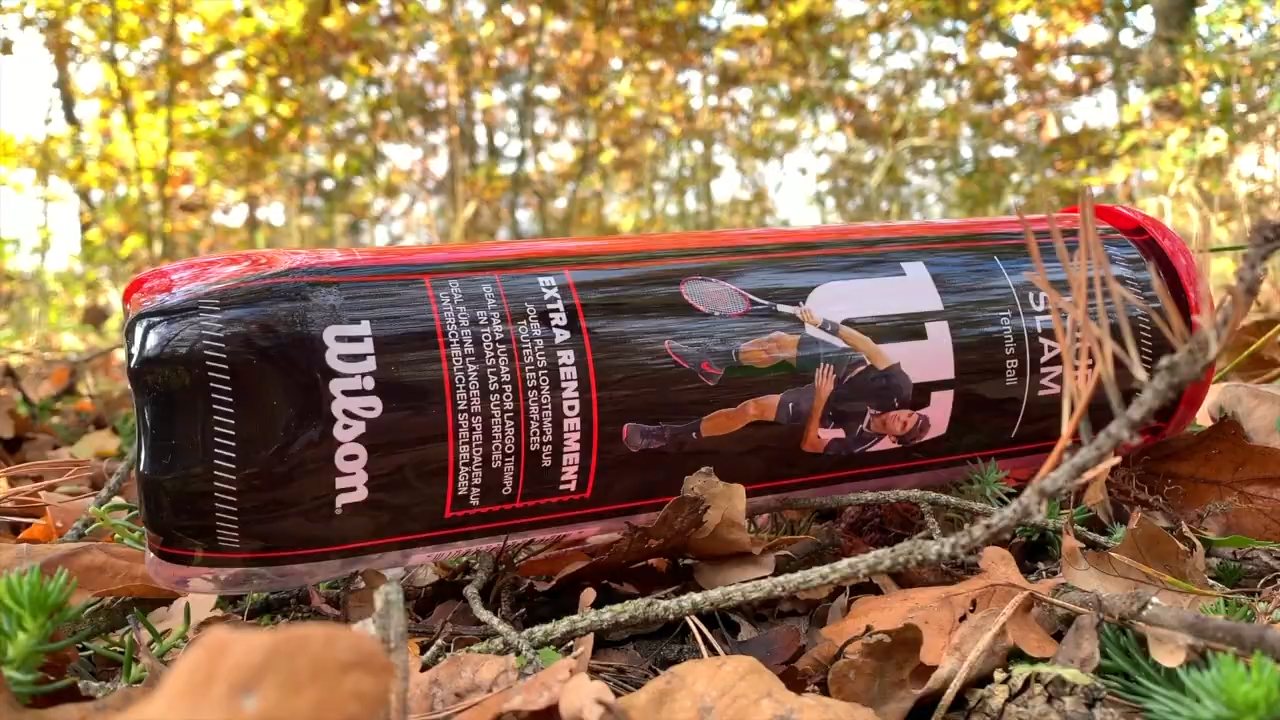 SLAM
Tennis Ball
EXTRA RENDEMENT
JOUER PLUS LONGTEMPS SUR
TOUTES LES SURFACES
IDEAL PARA JUGAR POR LARGO TIEMPO
EN TODAS LAS SUPERFICIES
IDEAL FÜR EINE LÄNGERE SPIELDAUER AUF
UNTERSCHIEDLICHEN SPIELBELÄGEN
Wilson®